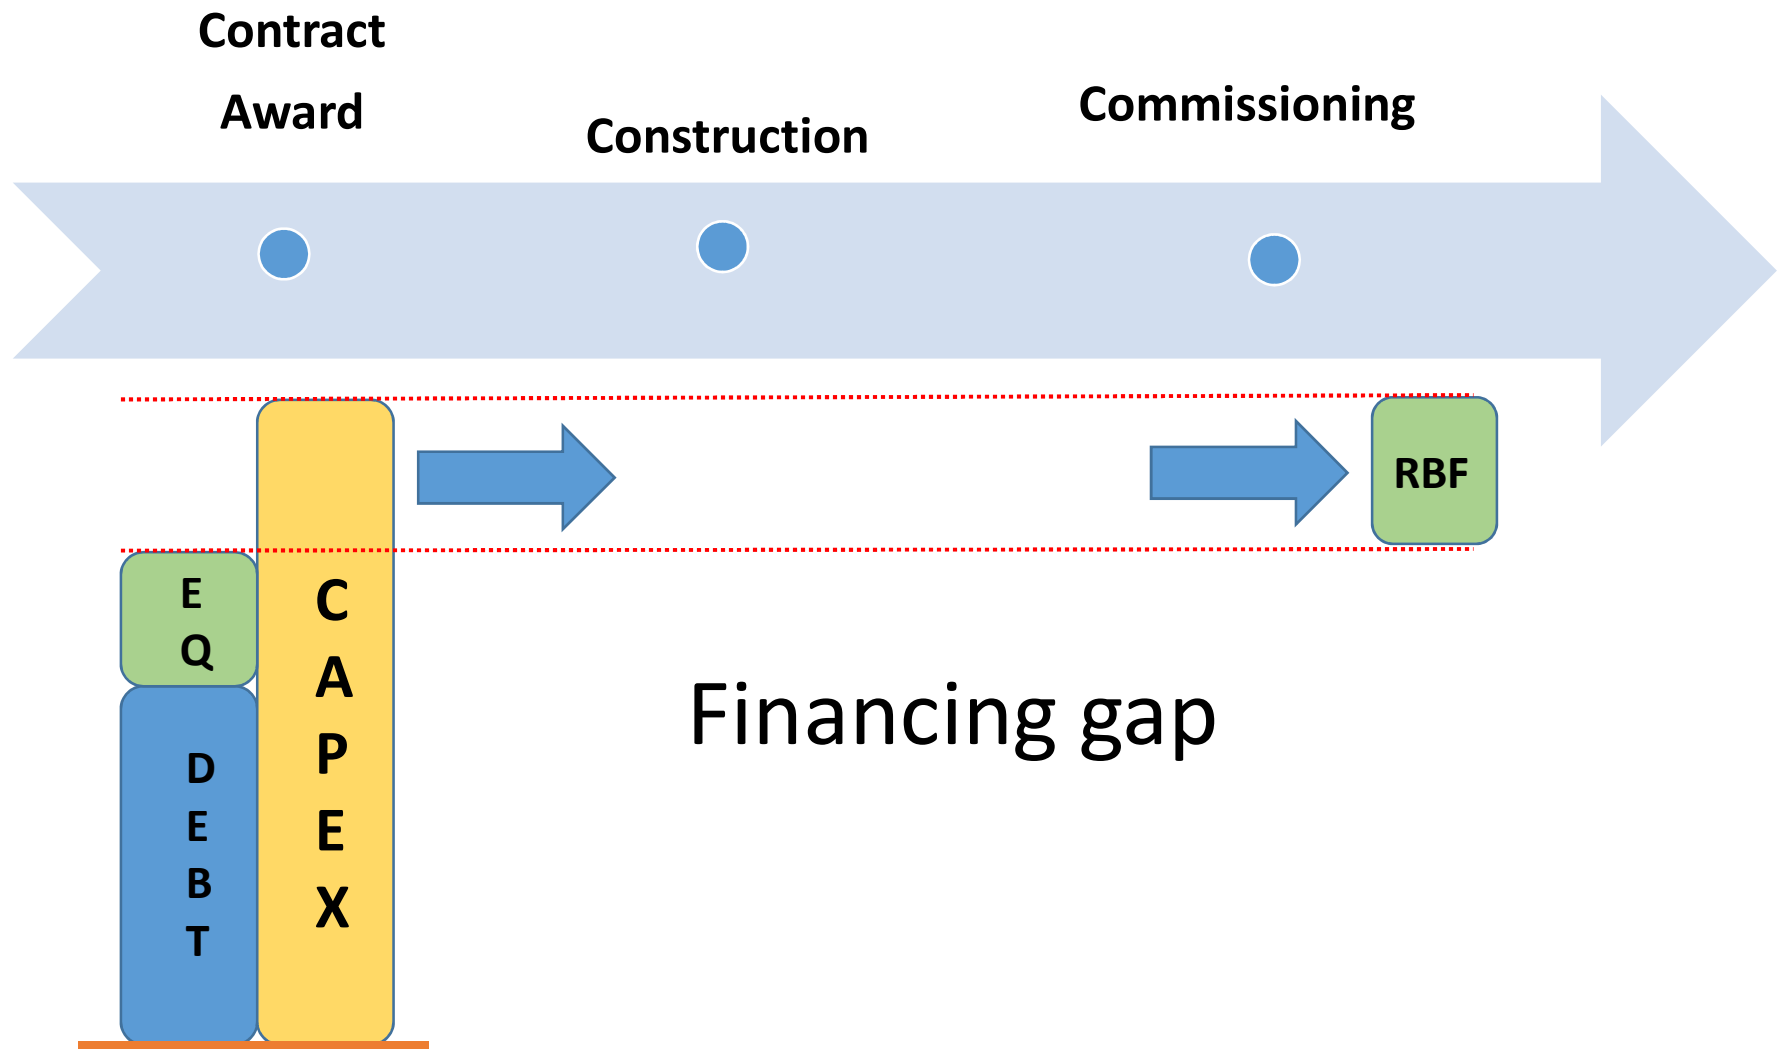 Contract
Award
Construction
Commissioning
RBF
E
Q
C
A
P
E
X
D
E
B
T
Financing gap